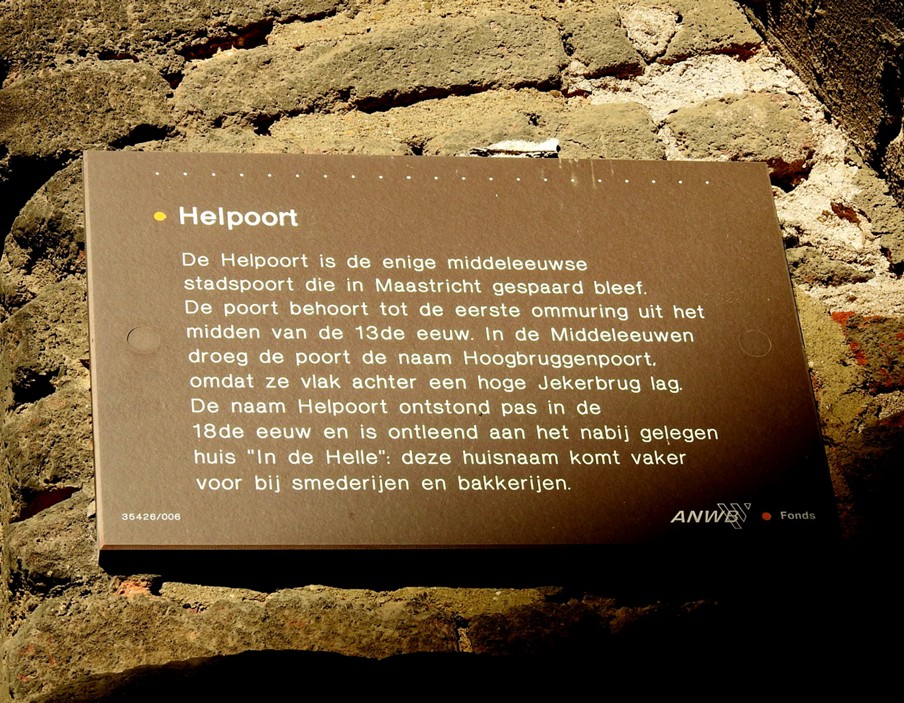 Helpoort
De Helpoort is de enige middeleeuwse
stadspoort die in Maastricht gespaard bleef.
De poort behoort tot de eerste ommuring uit het
midden van de 13de eeuw. In de Middeleeuwen
droeg de poort de naam Hoogbruggenpoort,
omdat ze vlak achter een hoge Jekerbrug lag.
De naam Helpoort ontstond pas in de
18de eeuw en is ontleend aan het nabij gelegen
huis "In de Helle": deze huisnaam komt vaker
voor bij smederijen en bakkerijen.
35426/006
ANWB Fonds